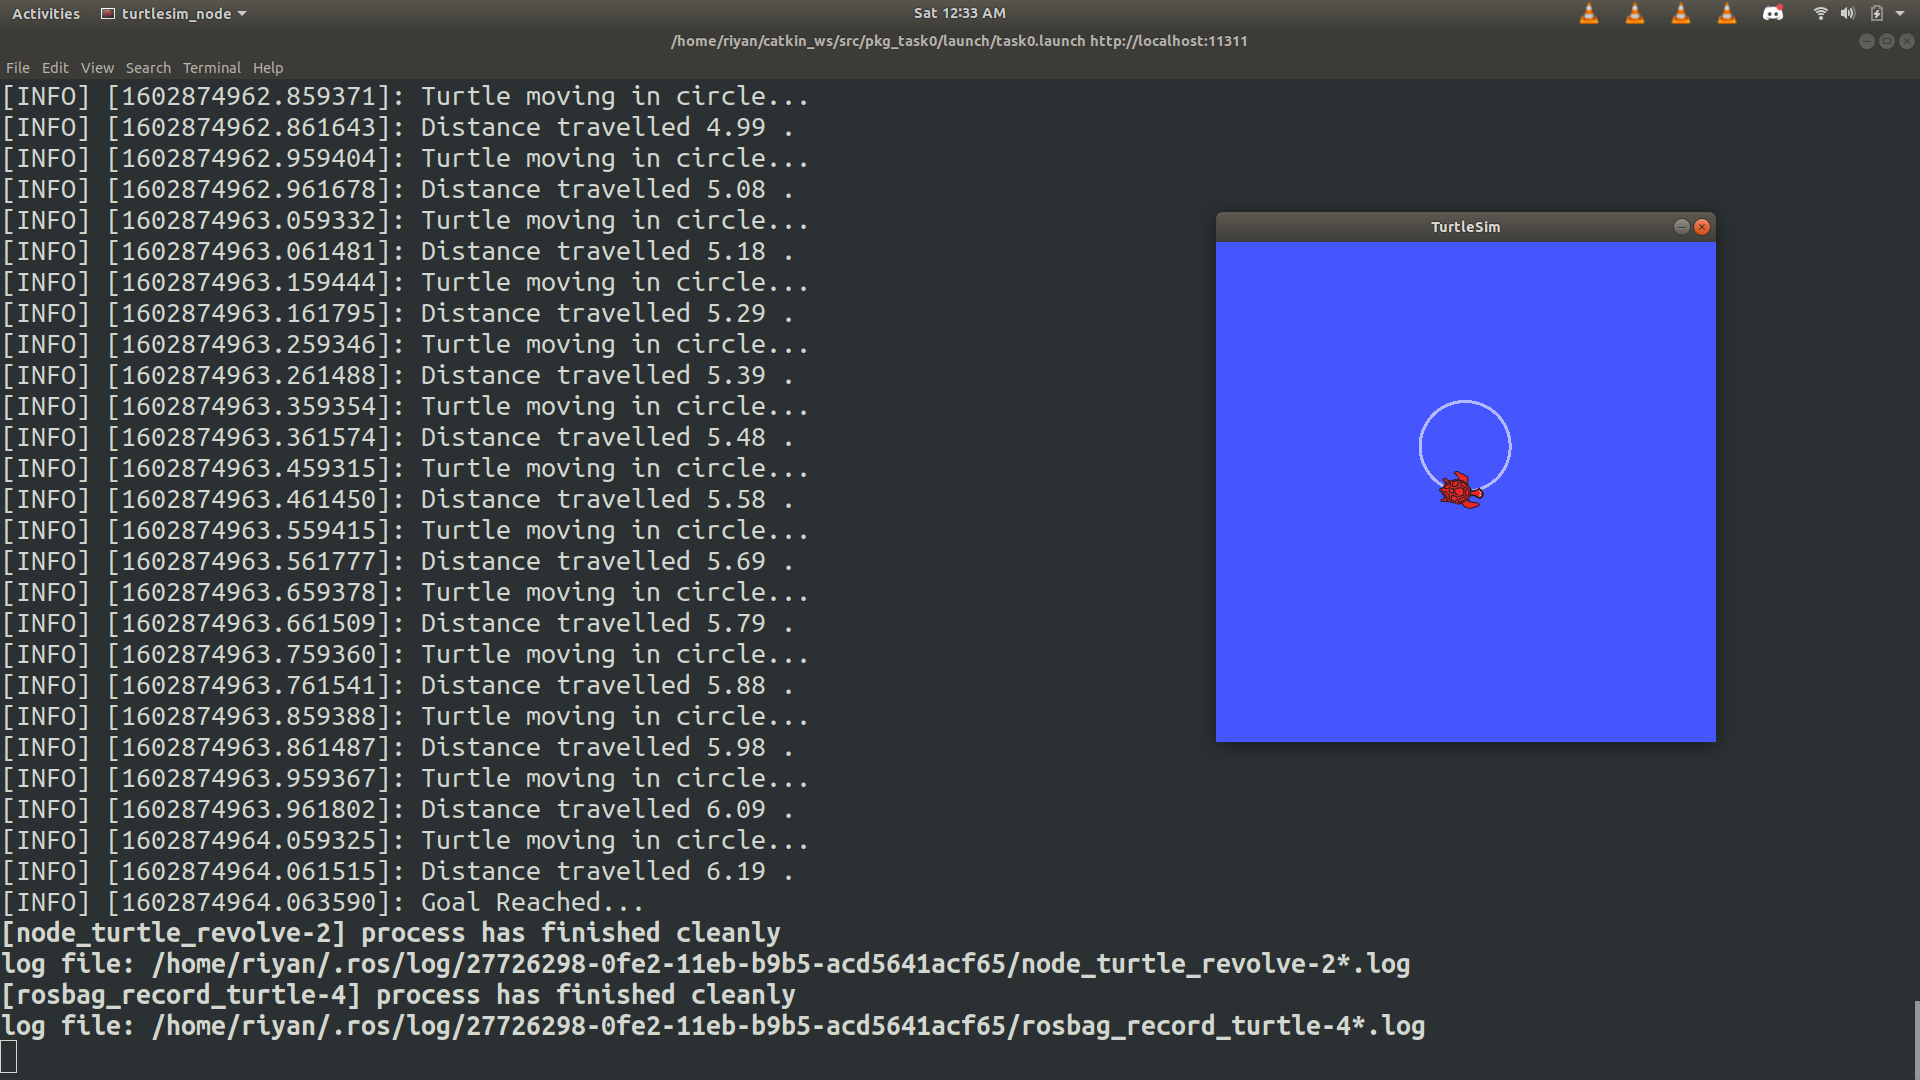 Activities turtlesim_node Sat 12:33 AM
/home/riyan/catkin_ws/src/pkg_task0/launch/task0.launch http://localhost:11311
File Edit View Search Terminal Help
[INFO] [1602874962.859371]: Turtle moving in circle...
[INFO] [1602874962.861643]: Distance travelled 4.99 .
[INFO] [1602874962.959404]: Turtle moving in circle...
[INFO] [1602874962.961678]: Distance travelled 5.08 .
[INFO] [1602874963.059332]: Turtle moving in circle...
[INFO] [1602874963.061481]: Distance travelled 5.18 .
[INFO] [1602874963.159444]: Turtle moving in circle...
[INFO] [1602874963.161795]: Distance travelled 5.29 .
[INFO] [1602874963.259346]: Turtle moving in circle...
[INFO] [1602874963.261488]: Distance travelled 5.39 .
[INFO] [1602874963.359354]: Turtle moving in circle...
[INFO] [1602874963.361574]: Distance travelled 5.48 .
[INFO] [1602874963.459315]: Turtle moving in circle...
[INFO] [1602874963.461450]: Distance travelled 5.58 .
[INFO] [1602874963.559415]: Turtle moving in circle...
[INFO] [1602874963.561777]: Distance travelled 5.69 .
[INFO] [1602874963.659378]: Turtle moving in circle...
[INFO] [1602874963.661509]: Distance travelled 5.79 .
[INFO] [1602874963.759360]: Turtle moving in circle...
[INFO] [1602874963.761541]: Distance travelled 5.88 .
[INFO] [1602874963.859388]: Turtle moving in circle...
[INFO] [1602874963.861487]: Distance travelled 5.98 .
[INFO] [1602874963.959367]: Turtle moving in circle...
[INFO] [1602874963.961802]: Distance travelled 6.09 .
[INFO] [1602874964.059325]: Turtle moving in circle...
[INFO] [1602874964.061515]: Distance travelled 6.19 .
[INFO] [1602874964.063590]: Goal Reached...
[node_turtle_revolve-2] process has finished cleanly
log file: /home/riyan/.ros/log/27726298-0fe2-11eb-b9b5-acd5641acf65/node_turtle_revolve-2*.log
[rosbag_record_turtle-4] process has finished cleanly
log file: /home/riyan/.ros/log/27726298-0fe2-11eb-b9b5-acd5641acf65/rosbag_record_turtle-4*.log
TurtleSim